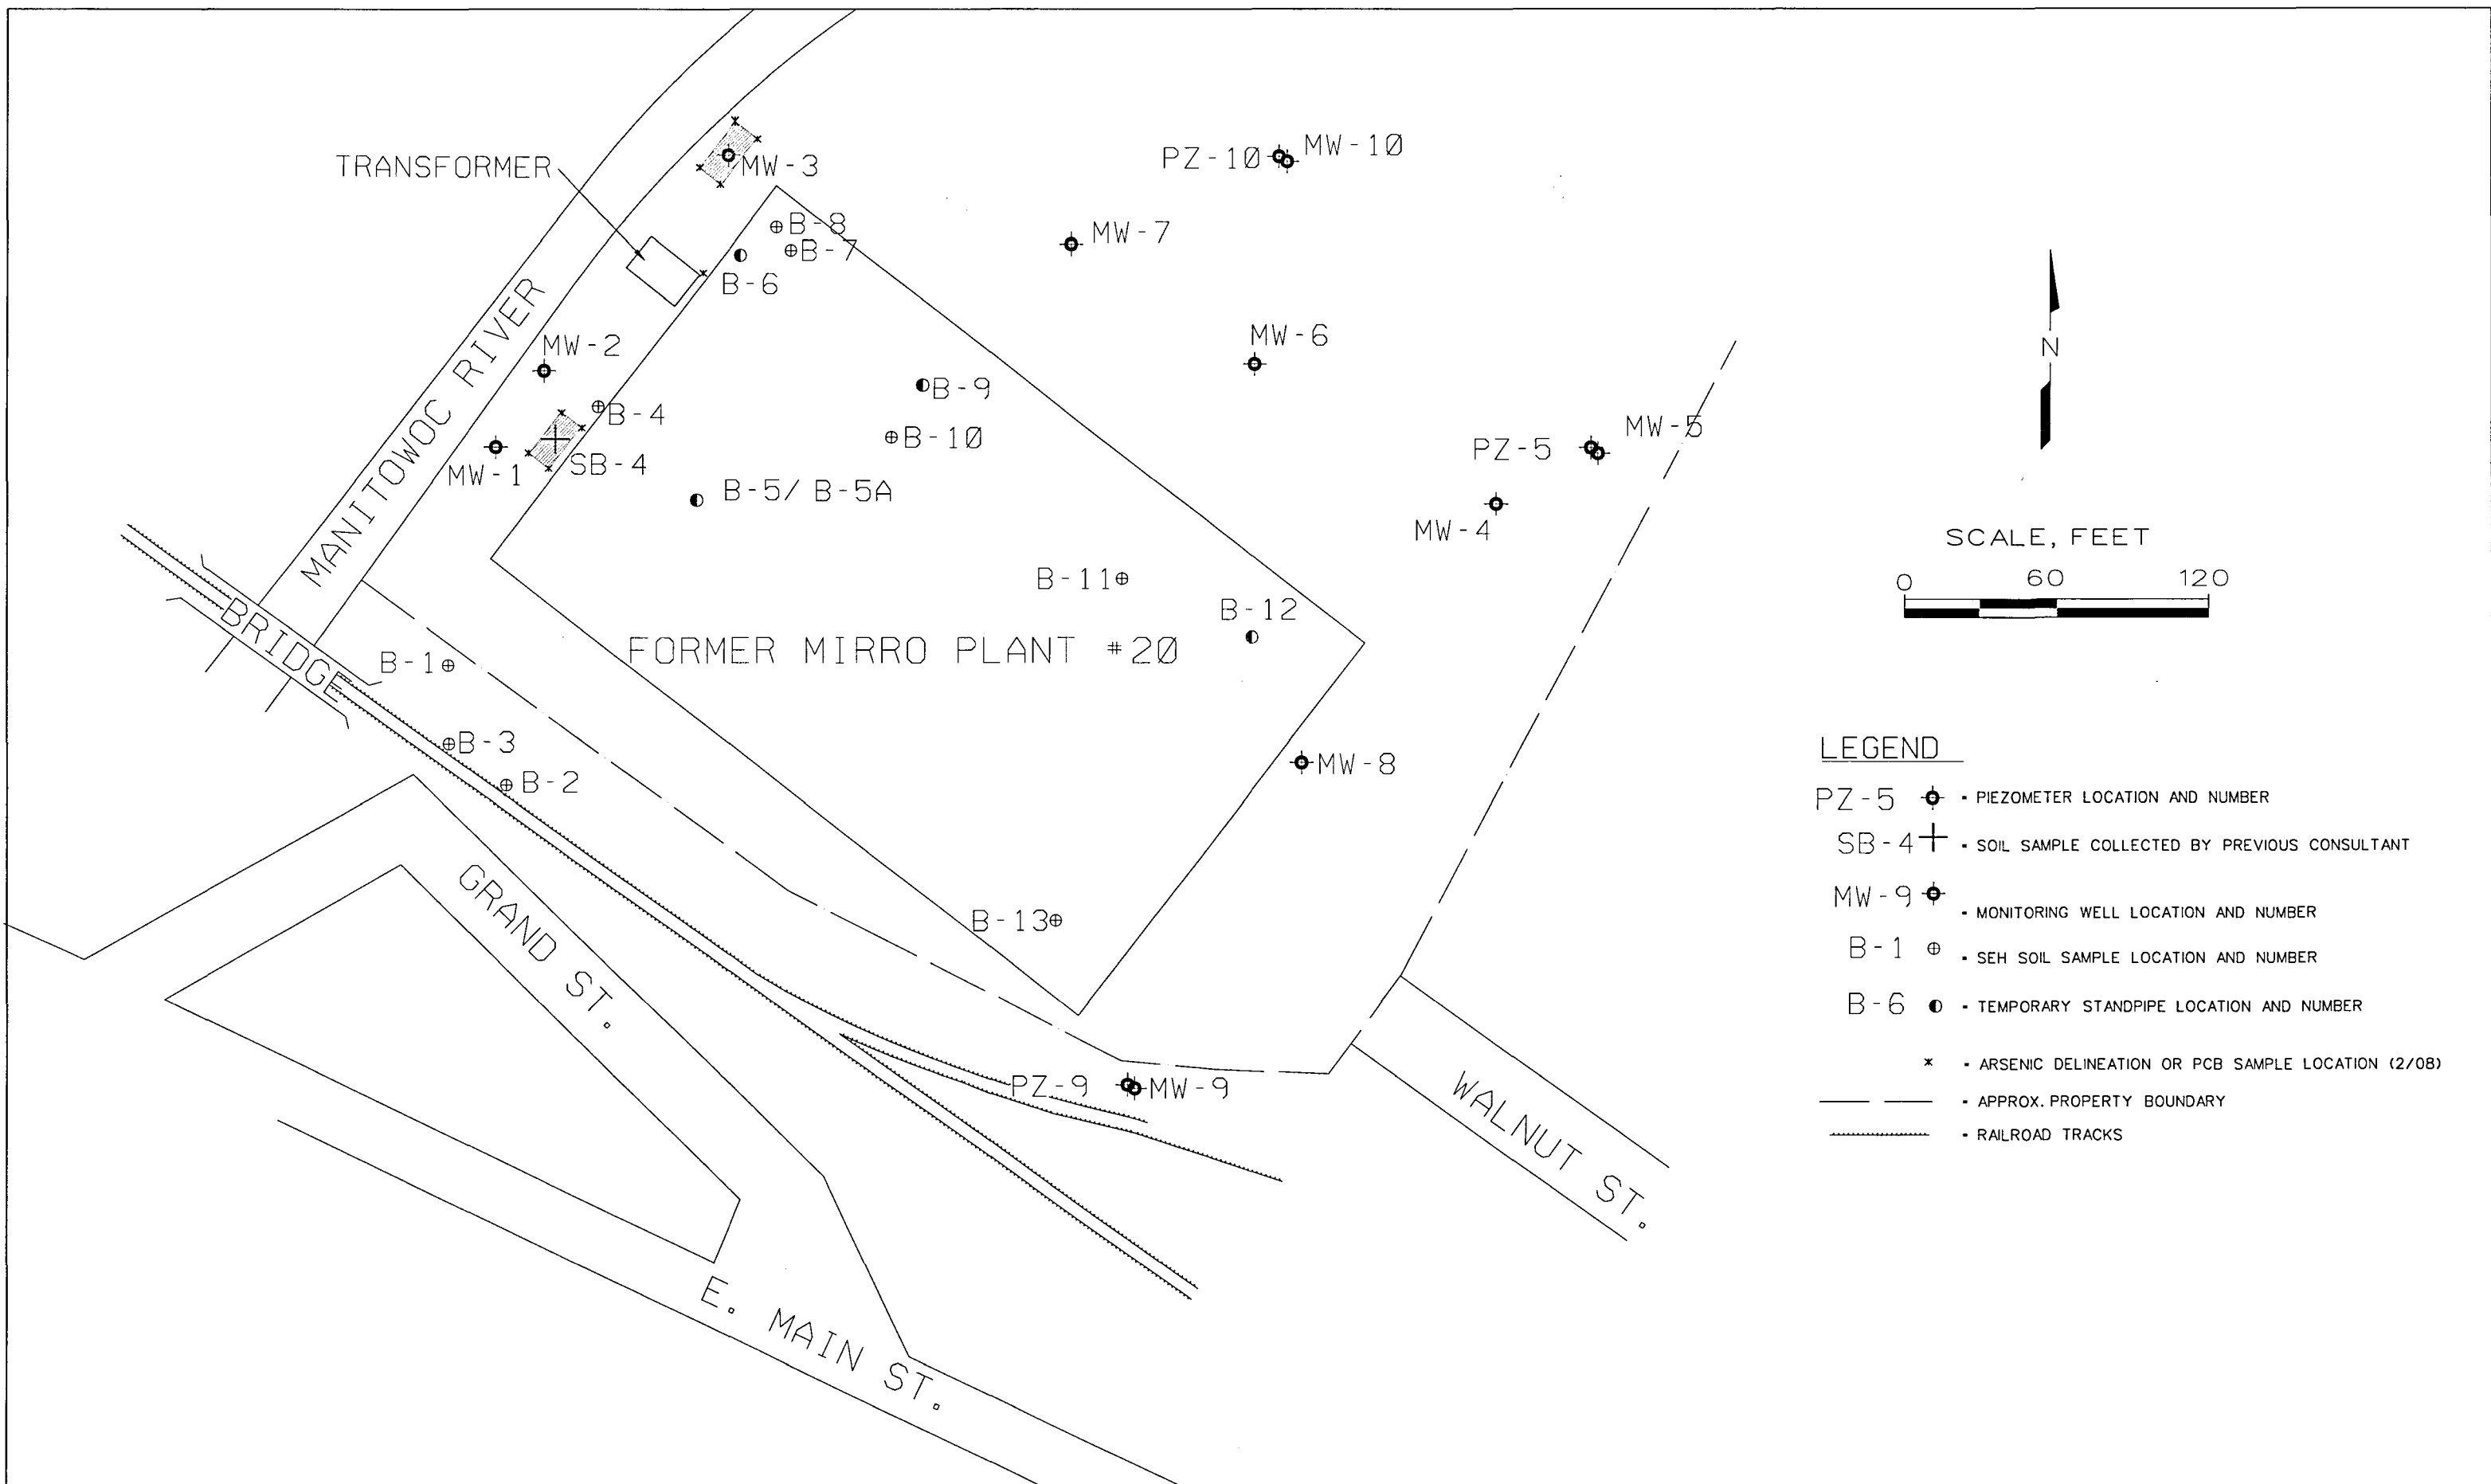 TRANSFORMER
MW-3
PZ-10
MW-10
B-8
B-7
B-6
MW-7
MANITOWOC RIVER
MW-2
MW-6
N
B-9
B-4
B-10
MW-5
PZ-5
MW-1
SB-4
B-5/ B-5A
MW-4
SCALE, FEET
0 60 120
B-11
B-12
BRIDGE
FORMER MIRRO PLANT #20
B-1
B-3
B-2
MW-8
B-13
GRAND ST.
PZ-9
MW-9
WALNUT ST.
E. MAIN ST.
LEGEND
PZ-5 - PIEZOMETER LOCATION AND NUMBER
SB-4 - SOIL SAMPLE COLLECTED BY PREVIOUS CONSULTANT
MW-9 - MONITORING WELL LOCATION AND NUMBER
B-1 - SEH SOIL SAMPLE LOCATION AND NUMBER
B-6 - TEMPORARY STANDPIPE LOCATION AND NUMBER
- ARSENIC DELINEATION OR PCB SAMPLE LOCATION (2/08)
- APPROX. PROPERTY BOUNDARY
- RAILROAD TRACKS